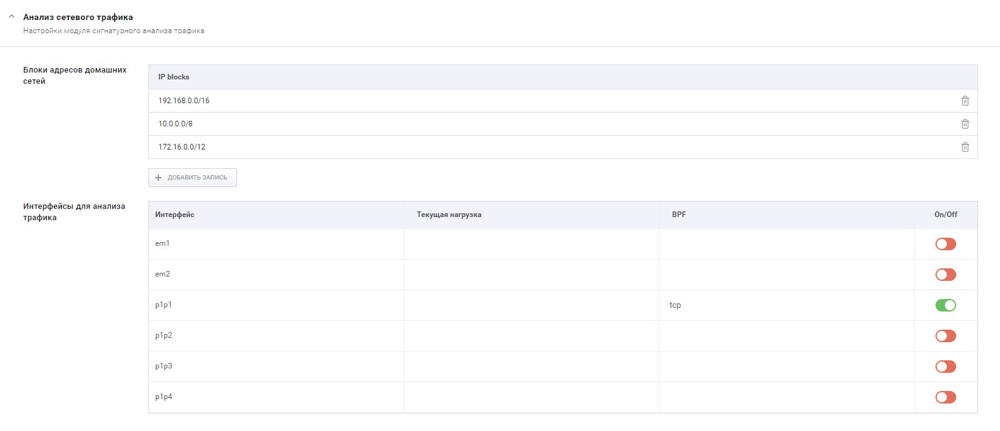 Анализ сетевого трафика
Настройки модуля сигнатурного анализа трафика
Блоки адресов домашних
сетей
IP blocks
192.168.0.0/16
10.0.0.0/8
172.16.0.0/12
ДОБАВИТЬ ЗАПИСЬ
Интерфейсы для анализа
трафика
Интерфейс Текущая нагрузка BPF On/Off
em1
em2
p1p1 tcp
p1p2
p1p3
p1p4